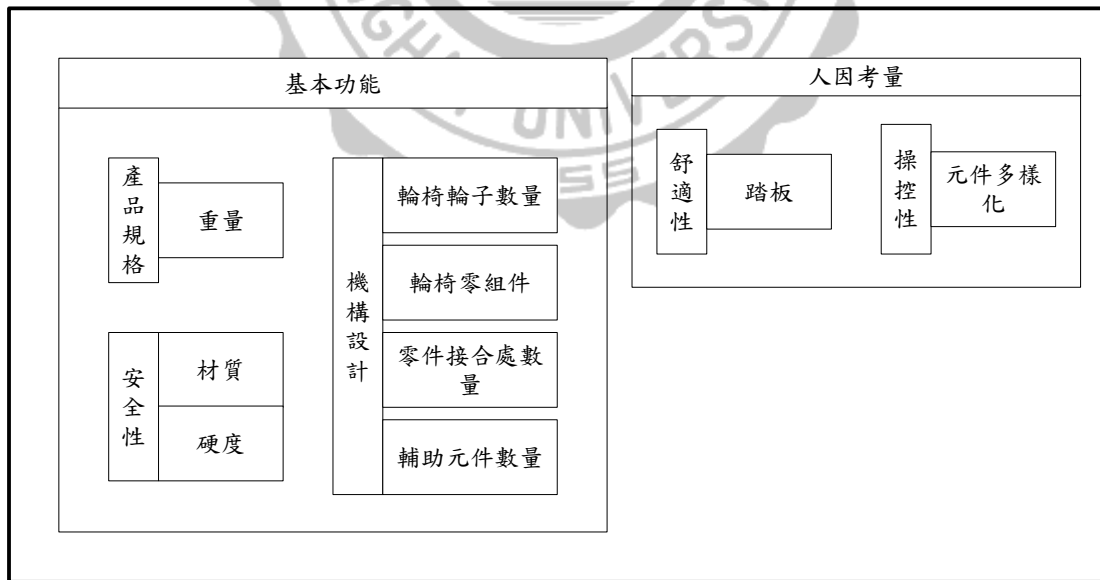 基本功能
產品規格
重量
安全性
材質
硬度
機構設計
輪椅輪子數量
輪椅零組件
零件接合處數
量
輔助元件數量
人因考量
舒適性
踏板
操控性
元件多樣
化
UNIVERS